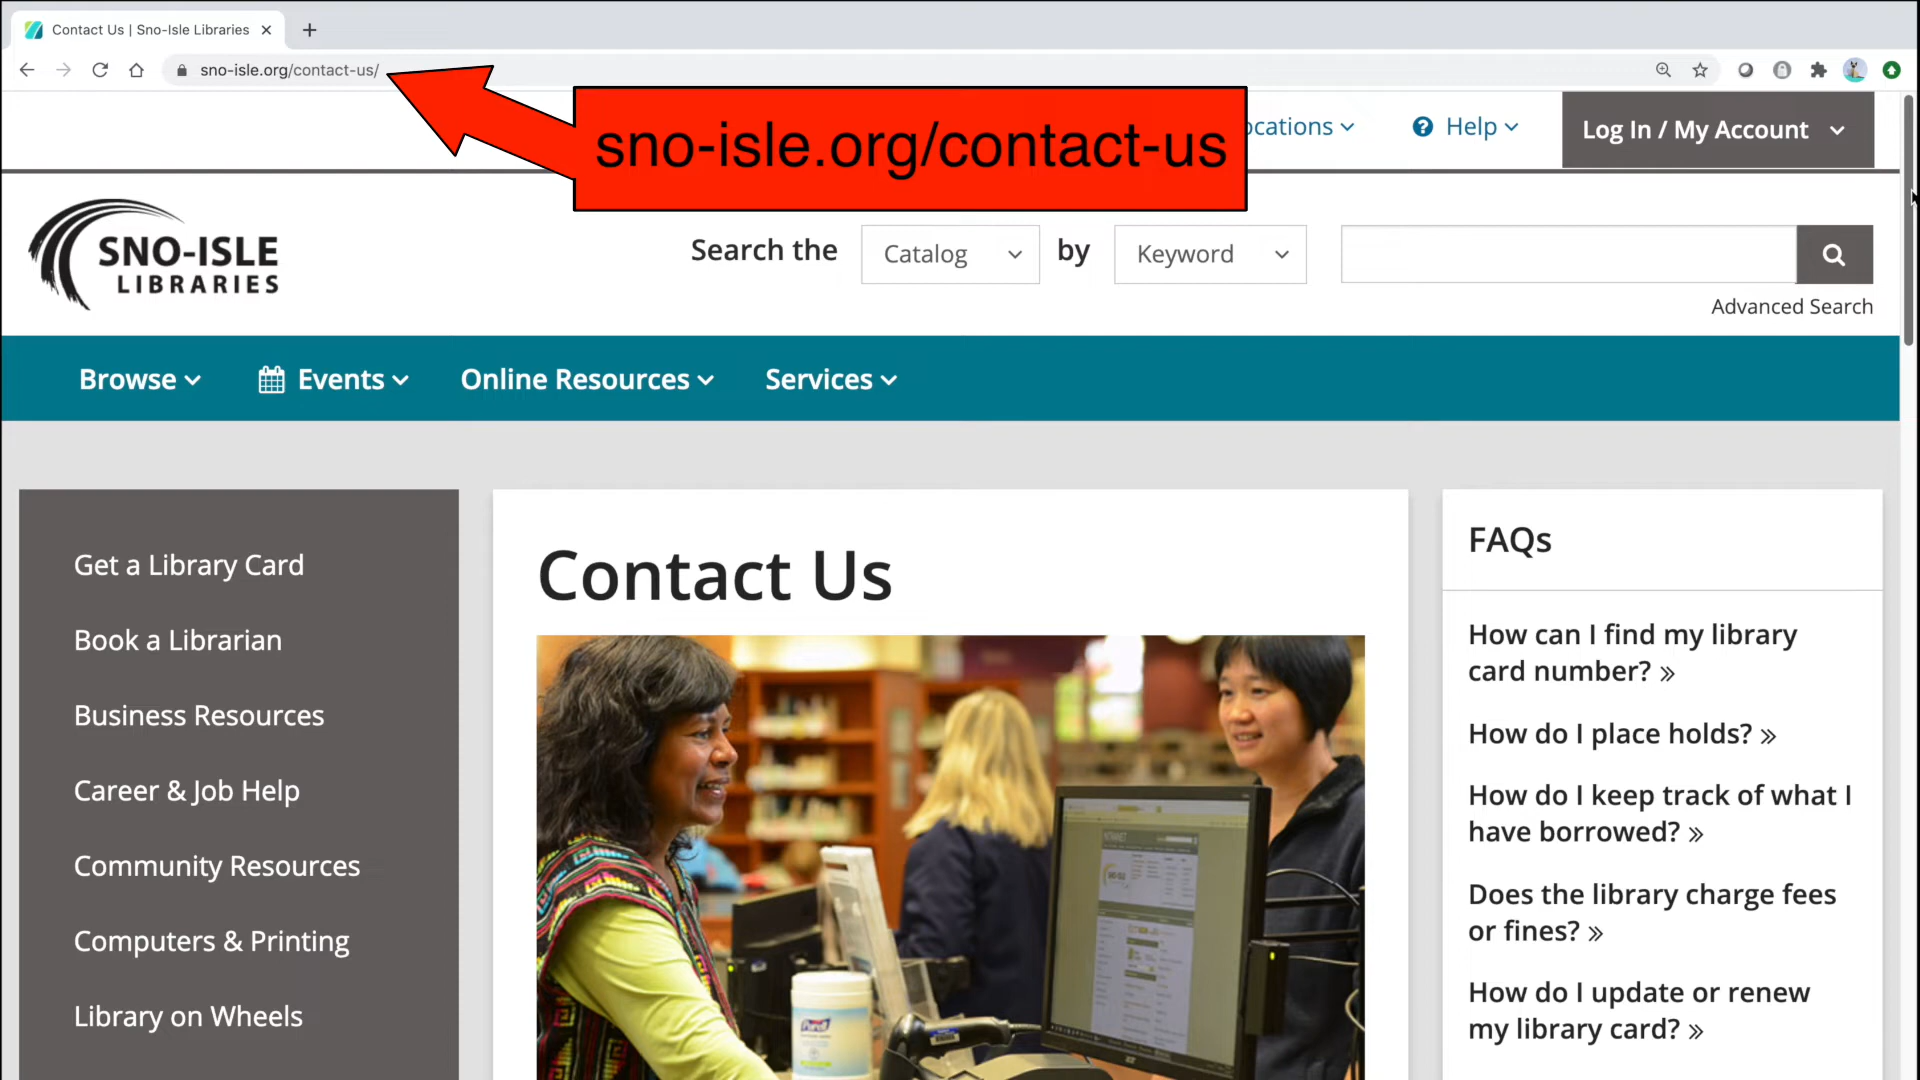 Contact Us | Sno-Isle Libraries
sno-isle.org/contact-us/
sno-isle.org/contact-us
Help
Log In / My Account
SNO-ISLE
LIBRARIES
Search the
Catalog
by
Keyword
Advanced Search
Browse
Events
Online Resources
Services
Get a Library Card
Book a Librarian
Business Resources
Career & Job Help
Community Resources
Computers & Printing
Library on Wheels
Contact Us
Purell
FAQs
How can I find my library
card number? »
How do I place holds? »
How do I keep track of what I
have borrowed? »
Does the library charge fees
or fines? »
How do I update or renew
my library card? »